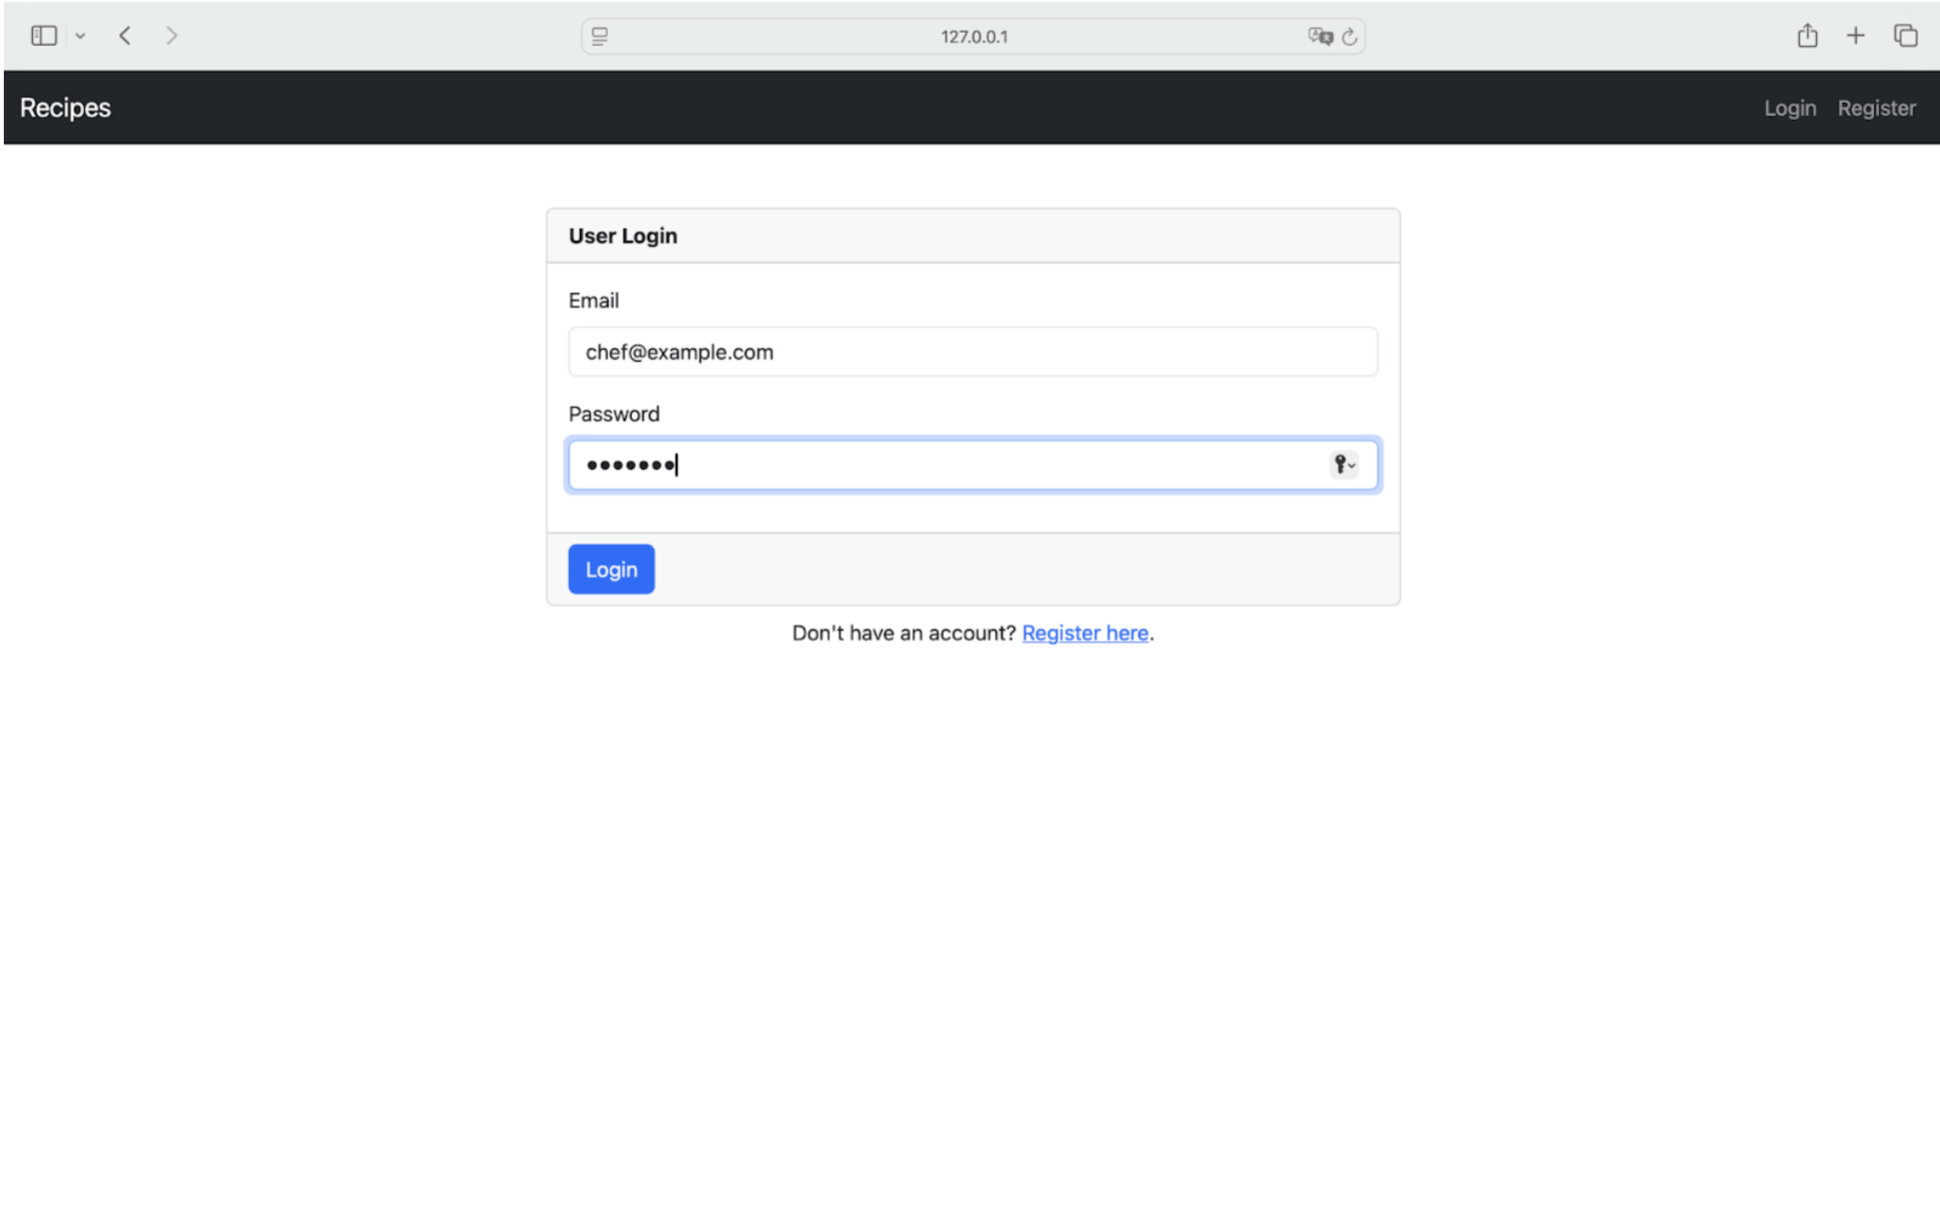 127.0.0.1
Recipes
Login Register
User Login
Email
chef@example.com
Password
•••••••
Login
Don't have an account? Register here.